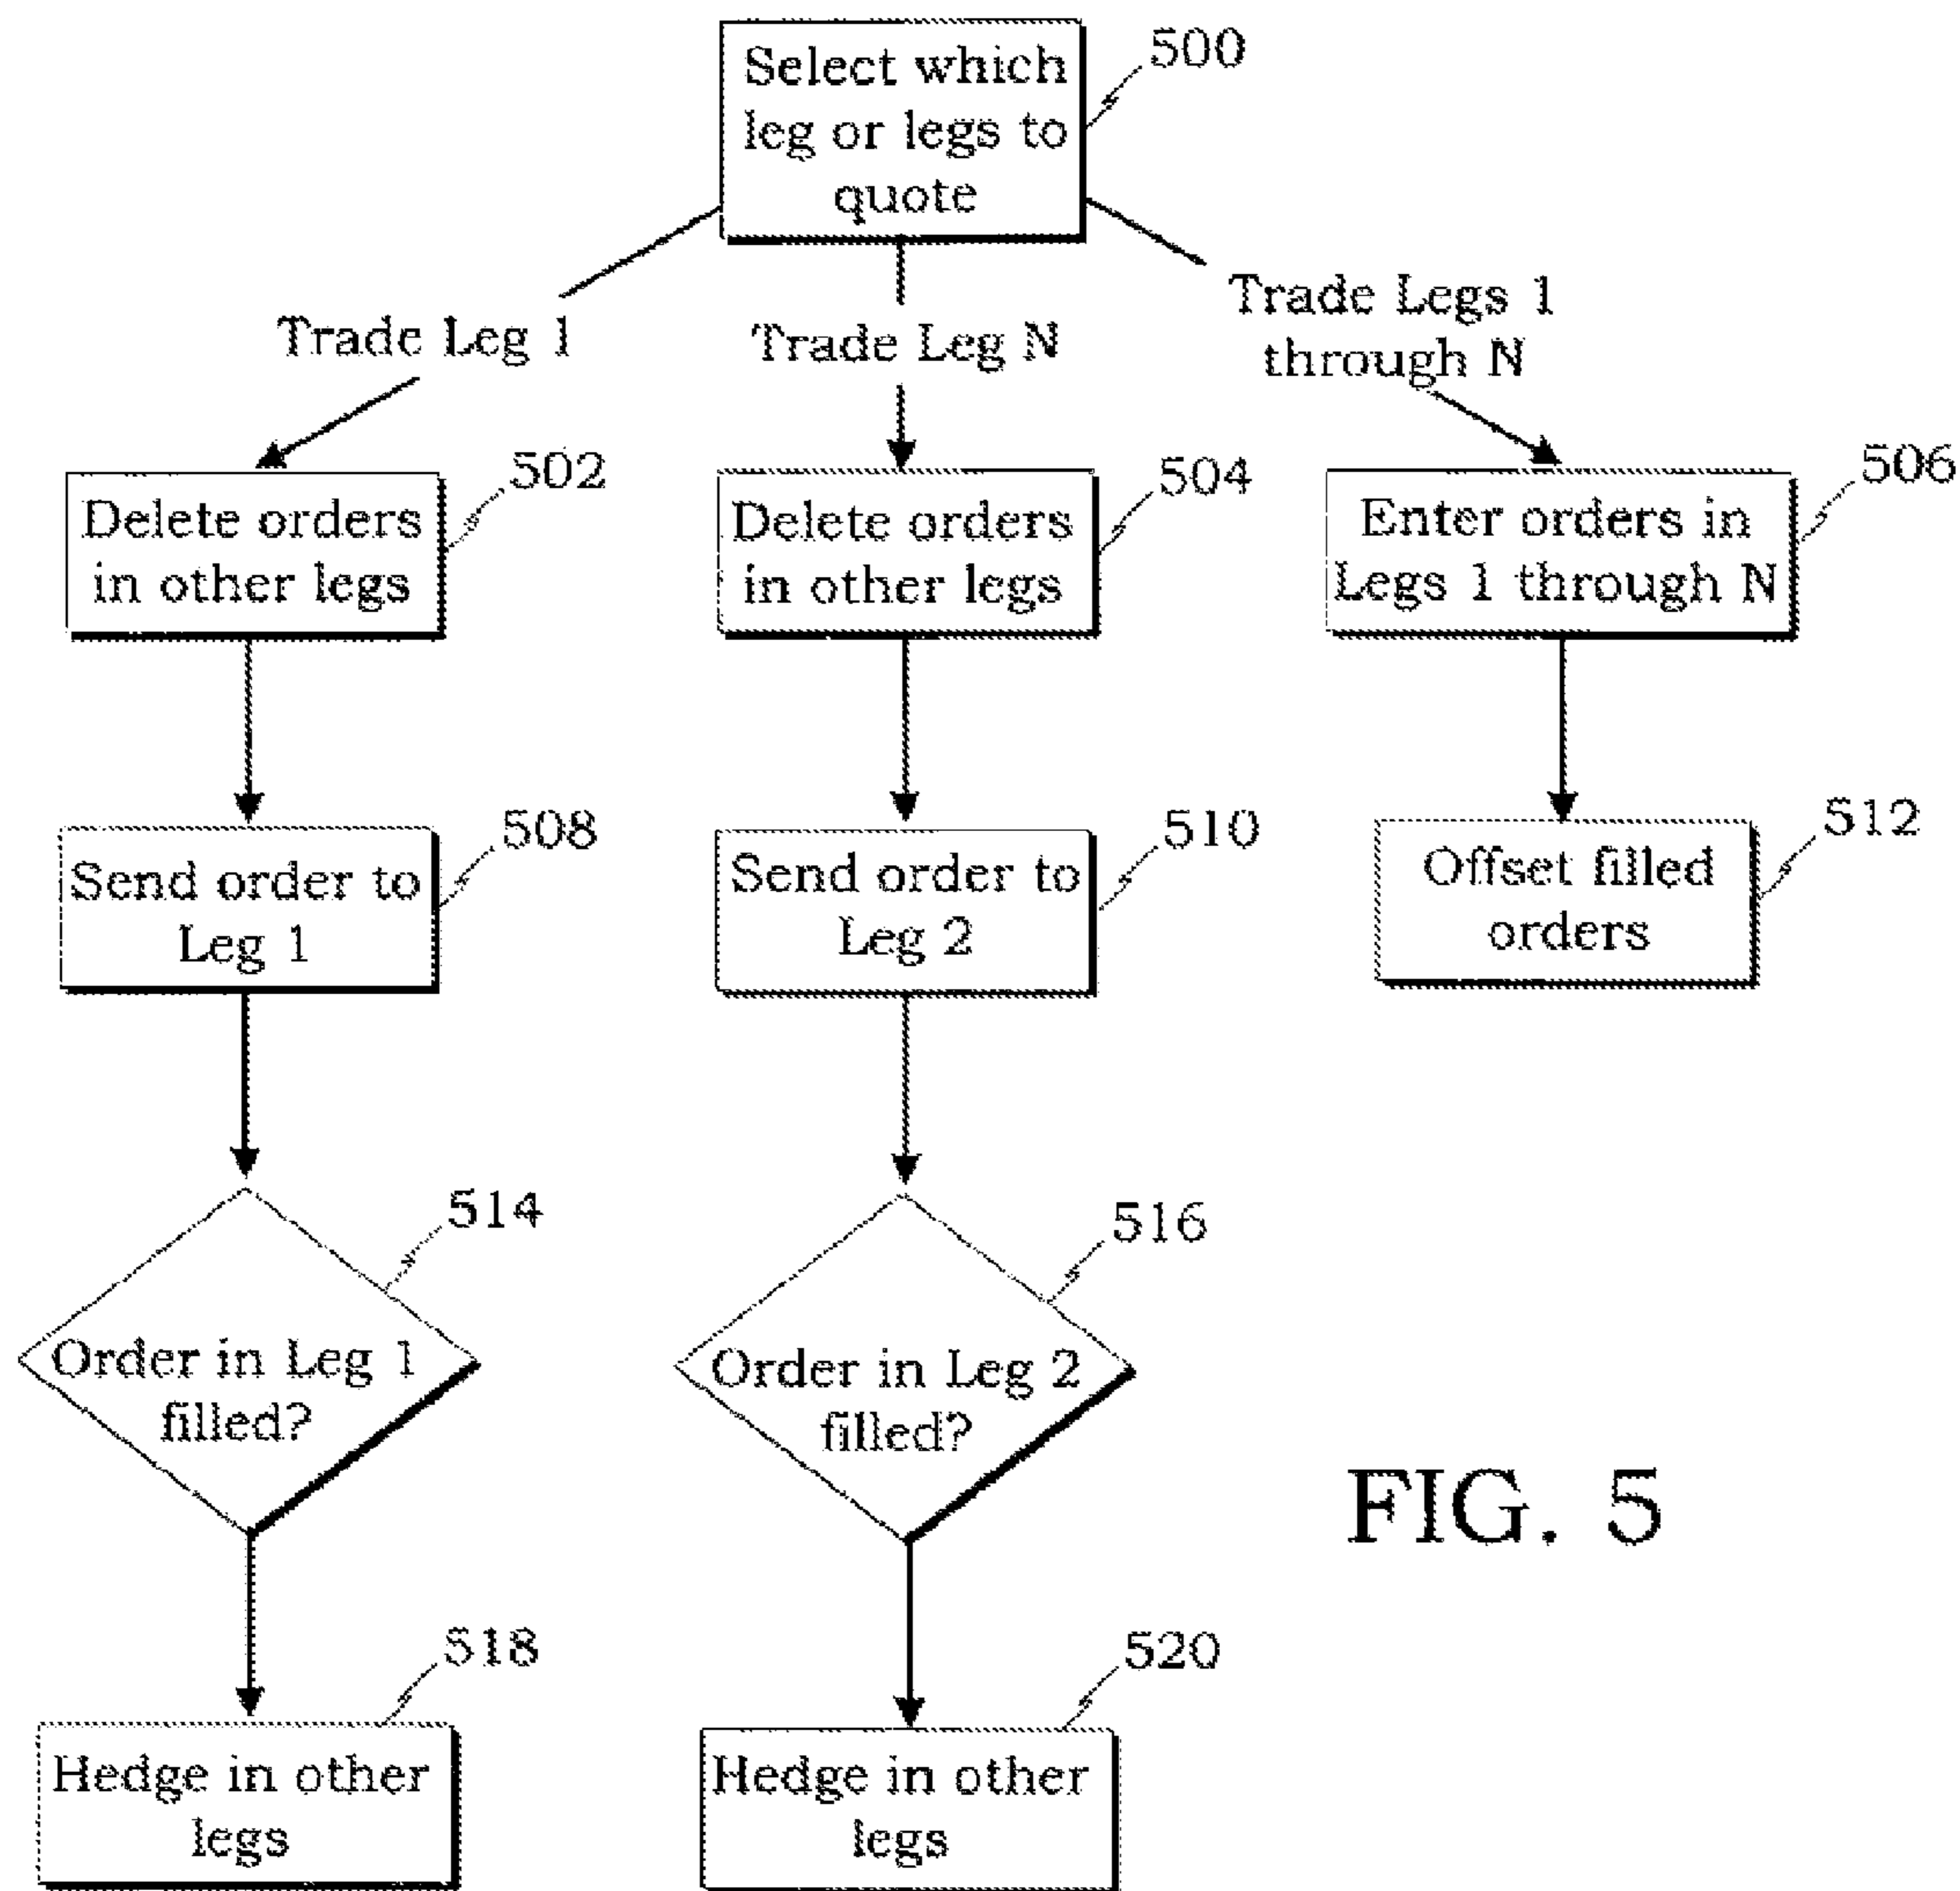 Select which
leg or legs to
quote
500
Trade Leg 1
Trade Leg N
Trade Legs 1
through N
Delete orders
in other legs
502
Delete orders
in other legs
504
Enter orders in
Legs 1 through N
506
Send order to
Leg 1
508
Send order to
Leg 2
510
Offset filled
orders
512
Order in Leg 1
filled?
514
Order in Leg 2
filled?
516
Hedge in other
legs
518
Hedge in other
legs
520
FIG. 5